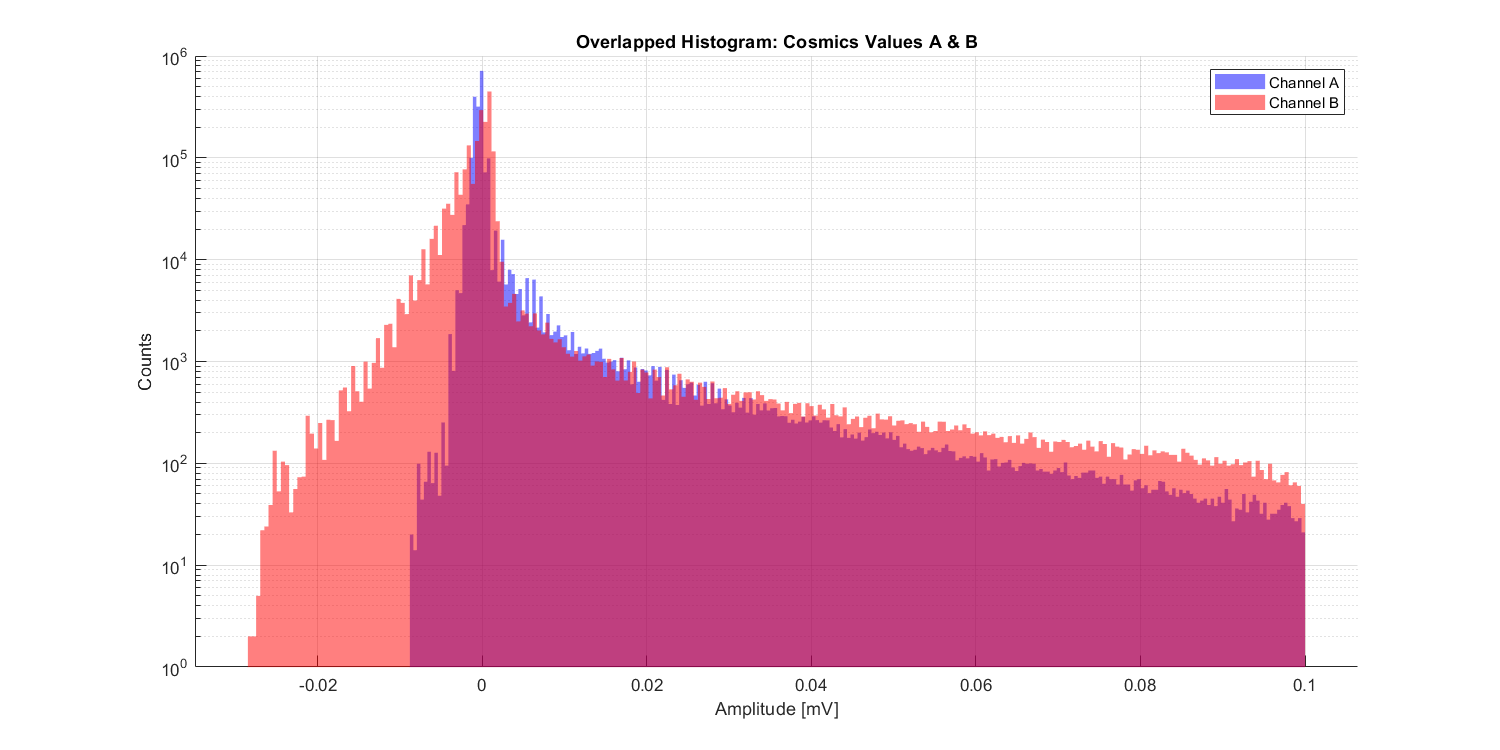 Overlapped Histogram: Cosmics Values A & B
Channel A
Channel B
10^6
10^5
10^4
10^3
10^2
10^1
10^0
Counts
-0.02 0 0.02 0.04 0.06 0.08 0.1
Amplitude [mV]